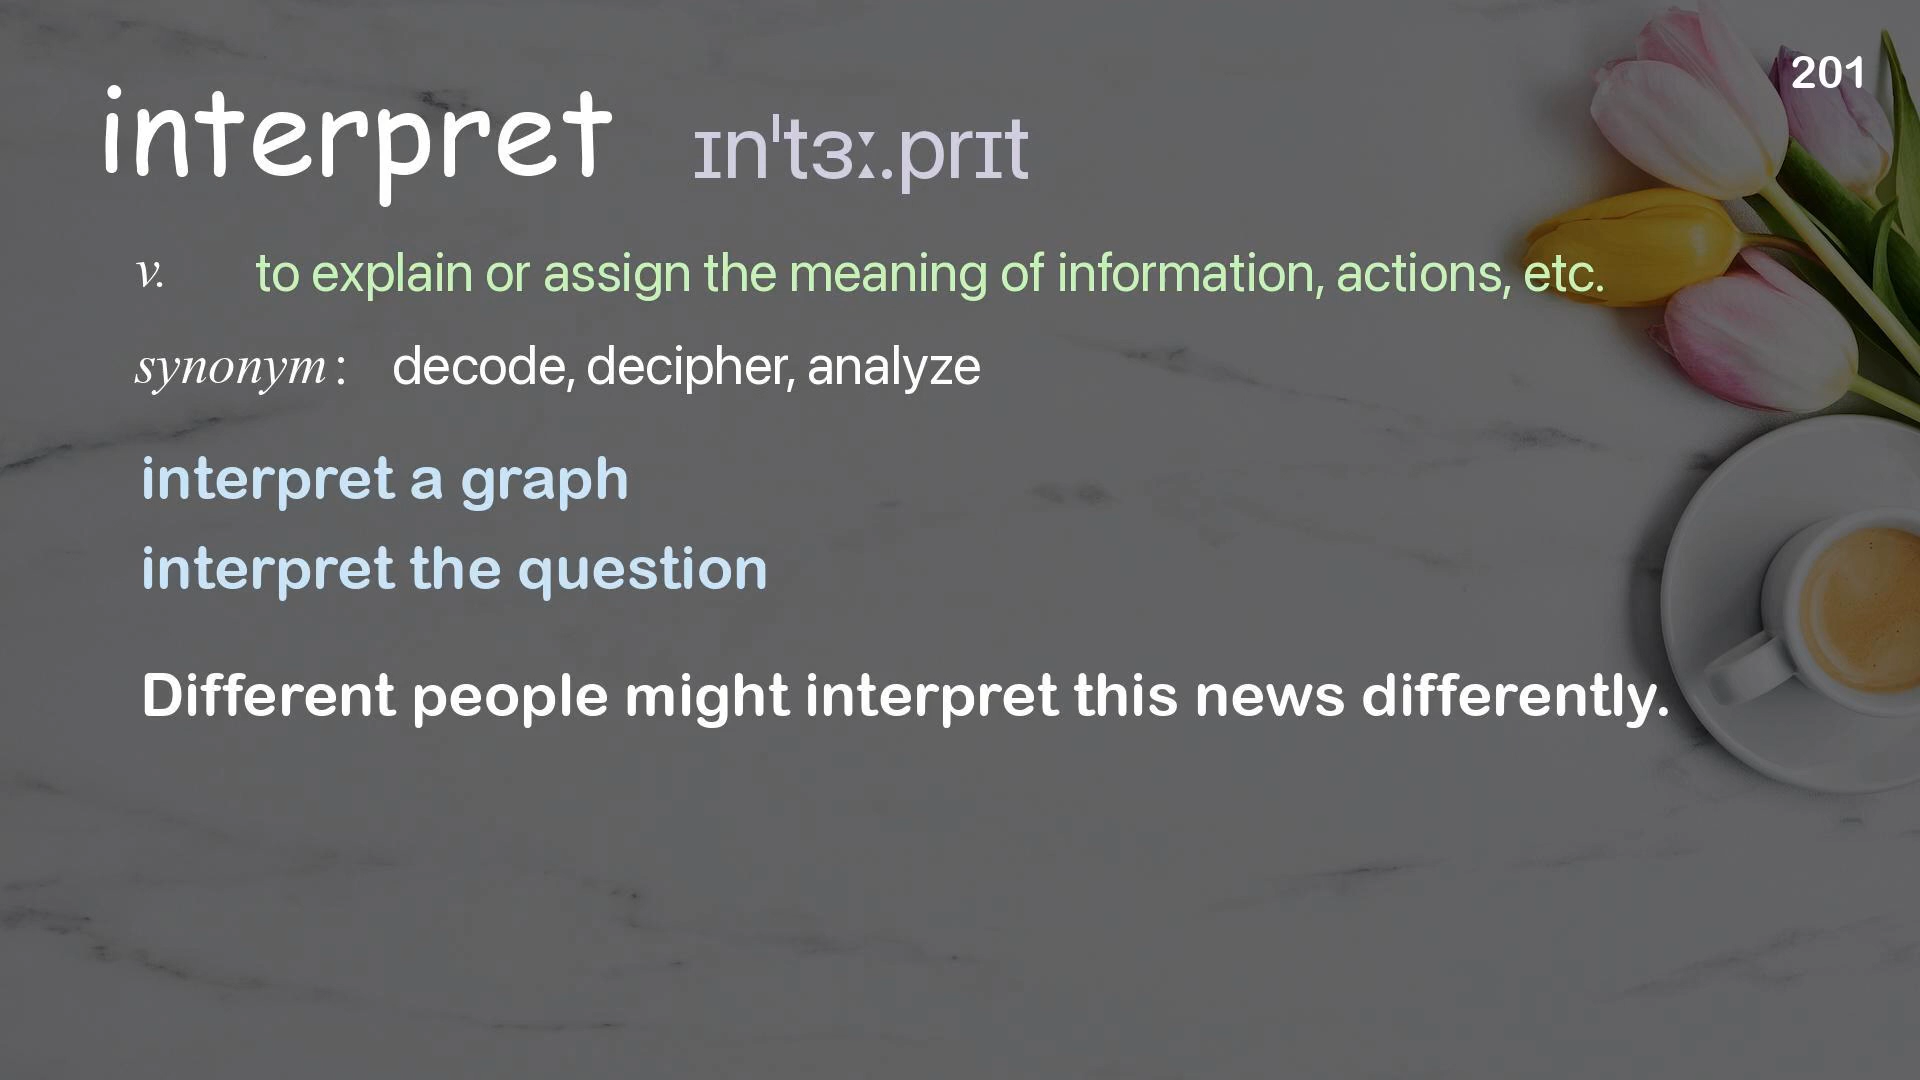 201
interpret ɪnˈtɜː.prɪt
v. to explain or assign the meaning of information, actions, etc.
synonym: decode, decipher, analyze
interpret a graph
interpret the question
Different people might interpret this news differently.